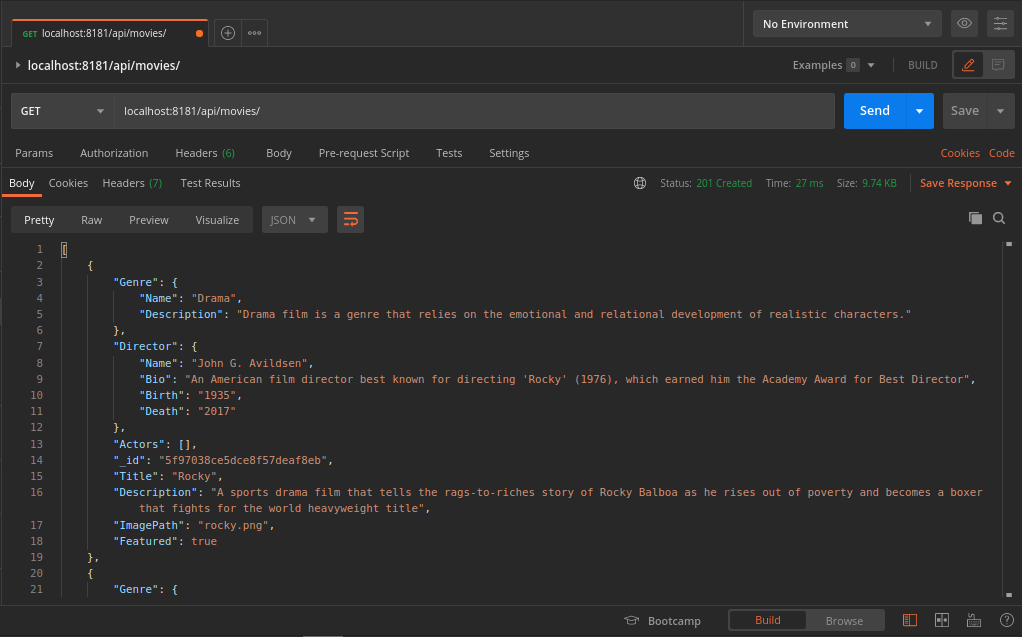 GET localhost:8181/api/movies/
No Environment
localhost:8181/api/movies/
Examples 0
BUILD
GET localhost:8181/api/movies/
Send
Save
Params Authorization Headers (6) Body Pre-request Script Tests Settings
Cookies Code
Body Cookies Headers (7) Test Results
Status: 201 Created Time: 27 ms Size: 9.74 KB
Save Response
Pretty Raw Preview Visualize JSON
1 [
2 {
3 "Genre": {
4 "Name": "Drama",
5 "Description": "Drama film is a genre that relies on the emotional and relational development of realistic characters."
6 },
7 "Director": {
8 "Name": "John G. Avildsen",
9 "Bio": "An American film director best known for directing 'Rocky' (1976), which earned him the Academy Award for Best Director",
10 "Birth": "1935",
11 "Death": "2017"
12 },
13 "Actors": [],
14 "_id": "5f97038ce5dce8f57deaf8eb",
15 "Title": "Rocky",
16 "Description": "A sports drama film that tells the rags-to-riches story of Rocky Balboa as he rises out of poverty and becomes a boxer
that fights for the world heavyweight title",
17 "ImagePath": "rocky.png",
18 "Featured": true
19 },
20 {
21 "Genre": {
Bootcamp
Build Browse